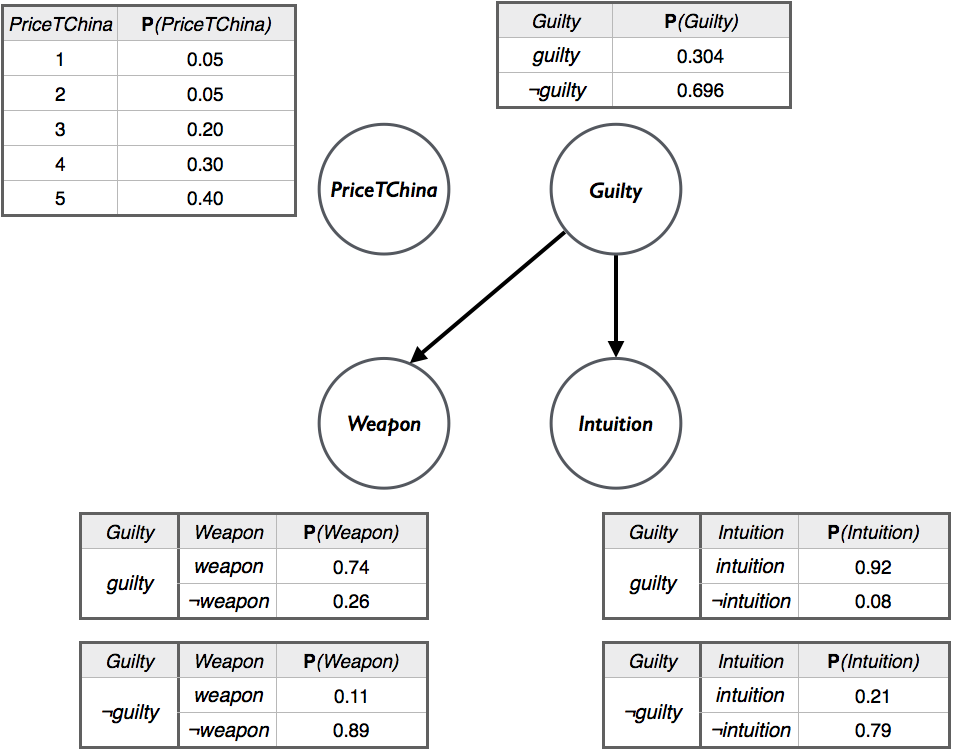 PriceTChina P(PriceTChina)
1 0.05
2 0.05
3 0.20
4 0.30
5 0.40
Guilty P(Guilty)
guilty 0.304
¬guilty 0.696
PriceTChina
Guilty
Weapon
Intuition
Guilty Weapon P(Weapon)
guilty
weapon 0.74
¬weapon 0.26
Guilty Intuition P(Intuition)
guilty
intuition 0.92
¬intuition 0.08
Guilty Weapon P(Weapon)
¬guilty
weapon 0.11
¬weapon 0.89
Guilty Intuition P(Intuition)
¬guilty
intuition 0.21
¬intuition 0.79